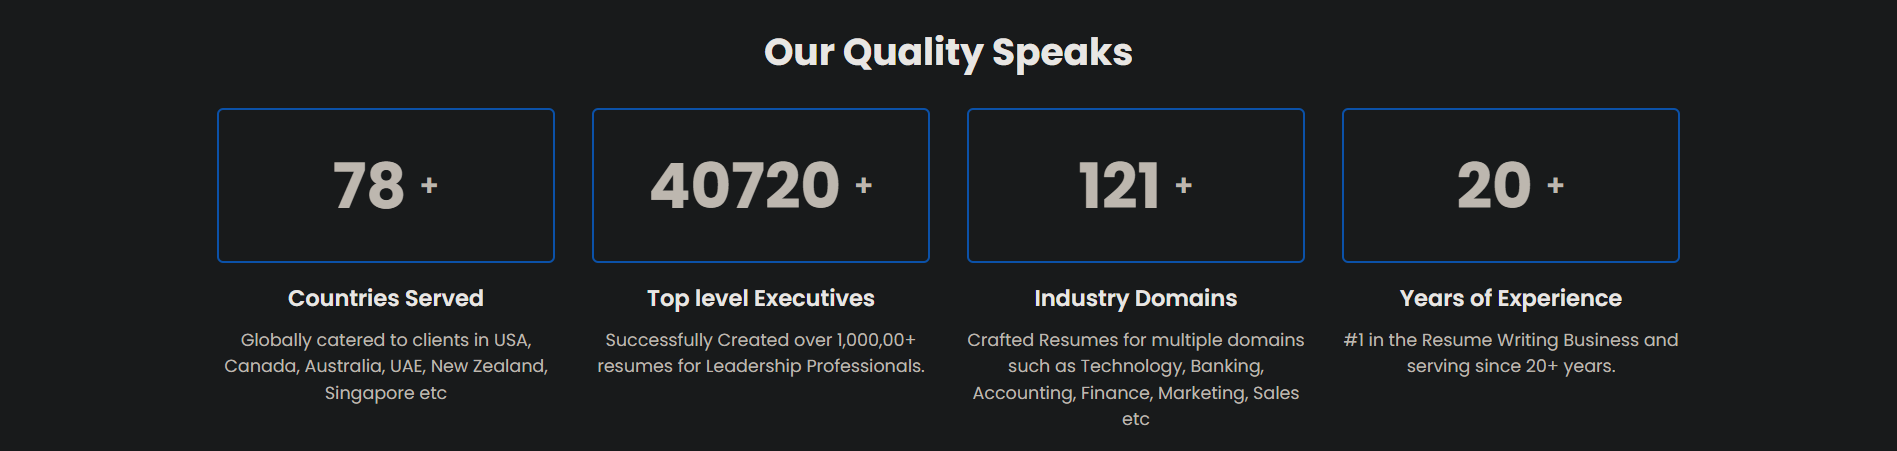 Our Quality Speaks
78 +
40720 +
121 +
20 +
Countries Served
Globally catered to clients in USA,
Canada, Australia, UAE, New Zealand,
Singapore etc
Top level Executives
Successfully Created over 1,000,00+
resumes for Leadership Professionals.
Industry Domains
Crafted Resumes for multiple domains
such as Technology, Banking,
Accounting, Finance, Marketing, Sales
etc
Years of Experience
#1 in the Resume Writing Business and
serving since 20+ years.